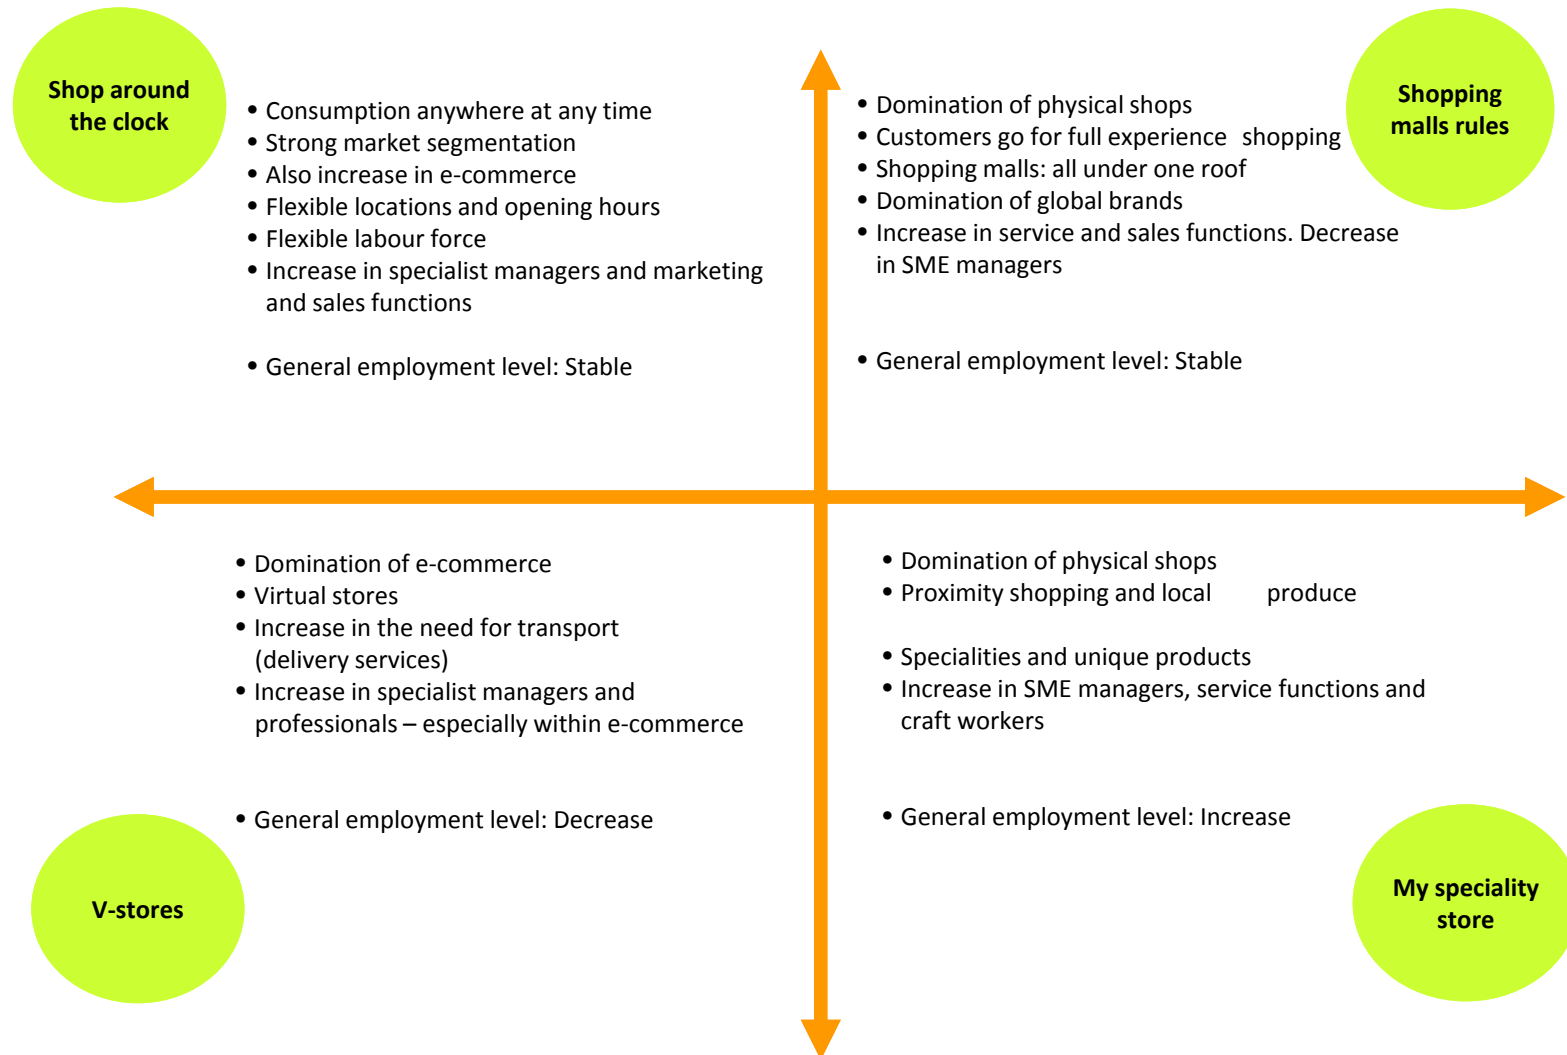 Shop around
the clock
• Consumption anywhere at any time
• Strong market segmentation
• Also increase in e-commerce
• Flexible locations and opening hours
• Flexible labour force
• Increase in specialist managers and marketing
and sales functions
• General employment level: Stable
• Domination of physical shops
• Customers go for full experience shopping
• Shopping malls: all under one roof
• Domination of global brands
• Increase in service and sales functions. Decrease
in SME managers
• General employment level: Stable
Shopping
malls rules
• Domination of e-commerce
• Virtual stores
• Increase in the need for transport
(delivery services)
• Increase in specialist managers and
professionals – especially within e-commerce
• General employment level: Decrease
V-stores
• Domination of physical shops
• Proximity shopping and local produce
• Specialities and unique products
• Increase in SME managers, service functions and
craft workers
• General employment level: Increase
My speciality
store